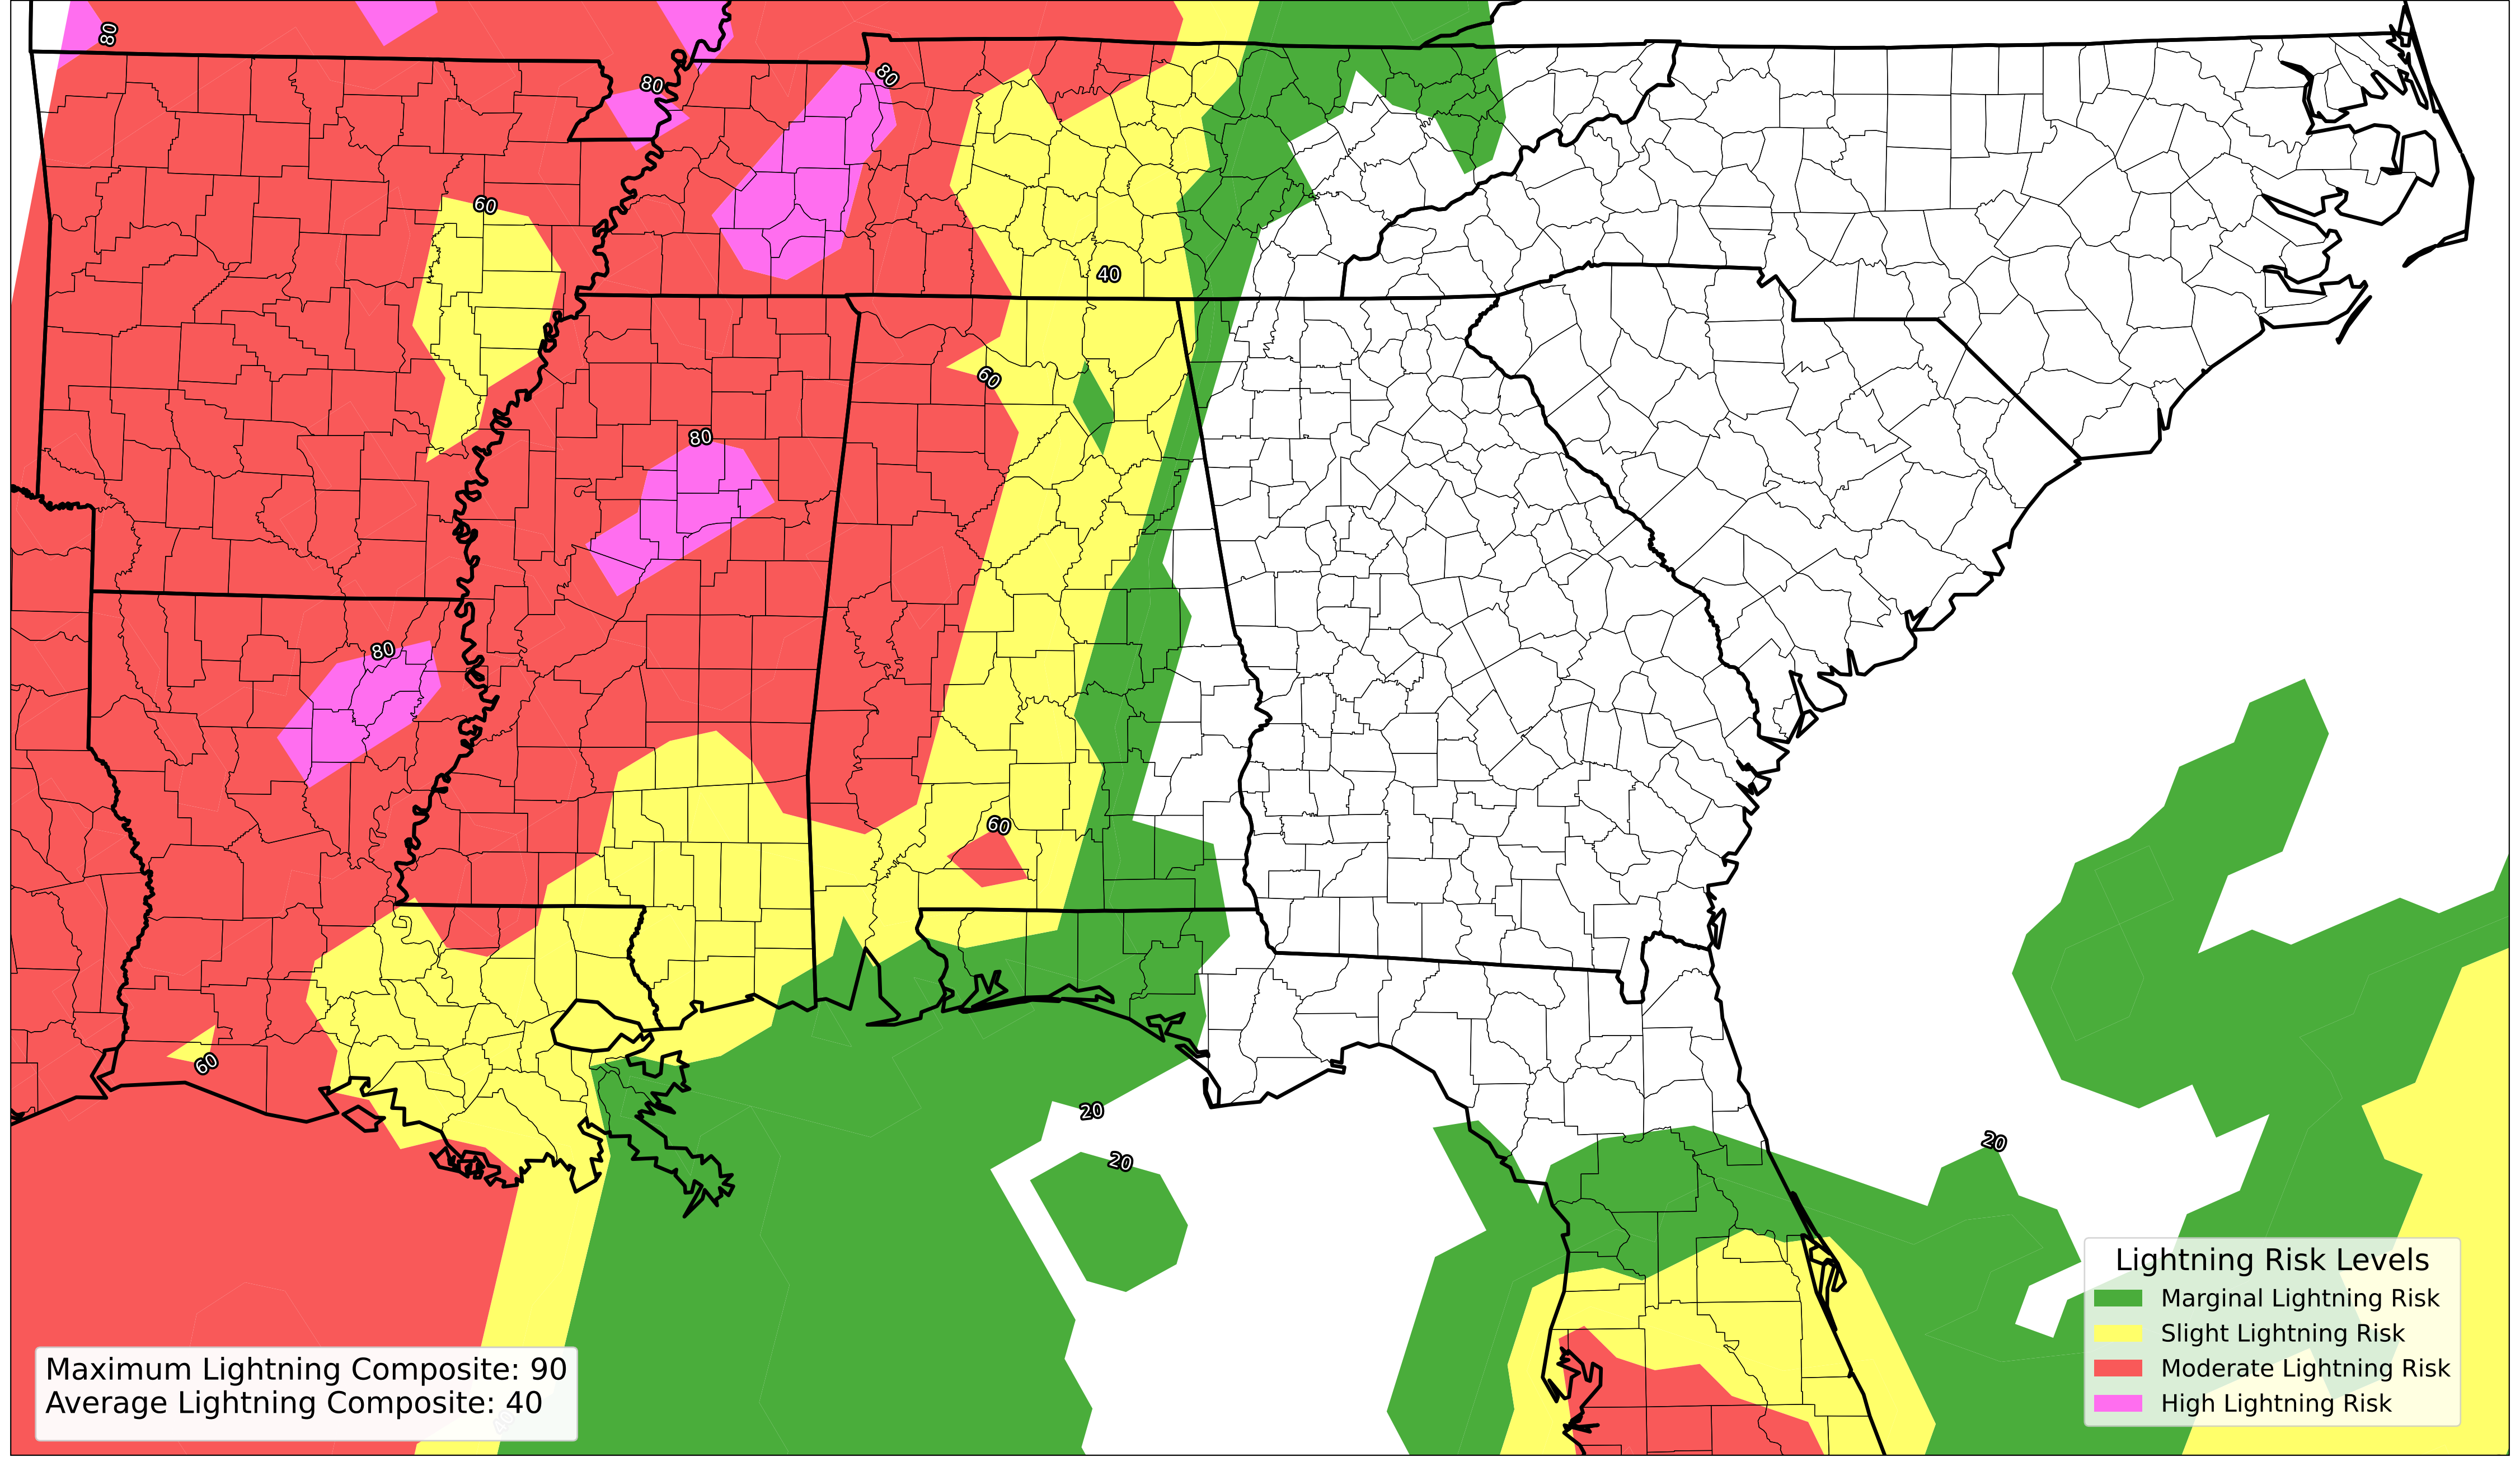 80
80
80
60
40
60
80
80
60
60
20
20
20
Lightning Risk Levels
Marginal Lightning Risk
Slight Lightning Risk
Moderate Lightning Risk
High Lightning Risk
Maximum Lightning Composite: 90
Average Lightning Composite: 40
40